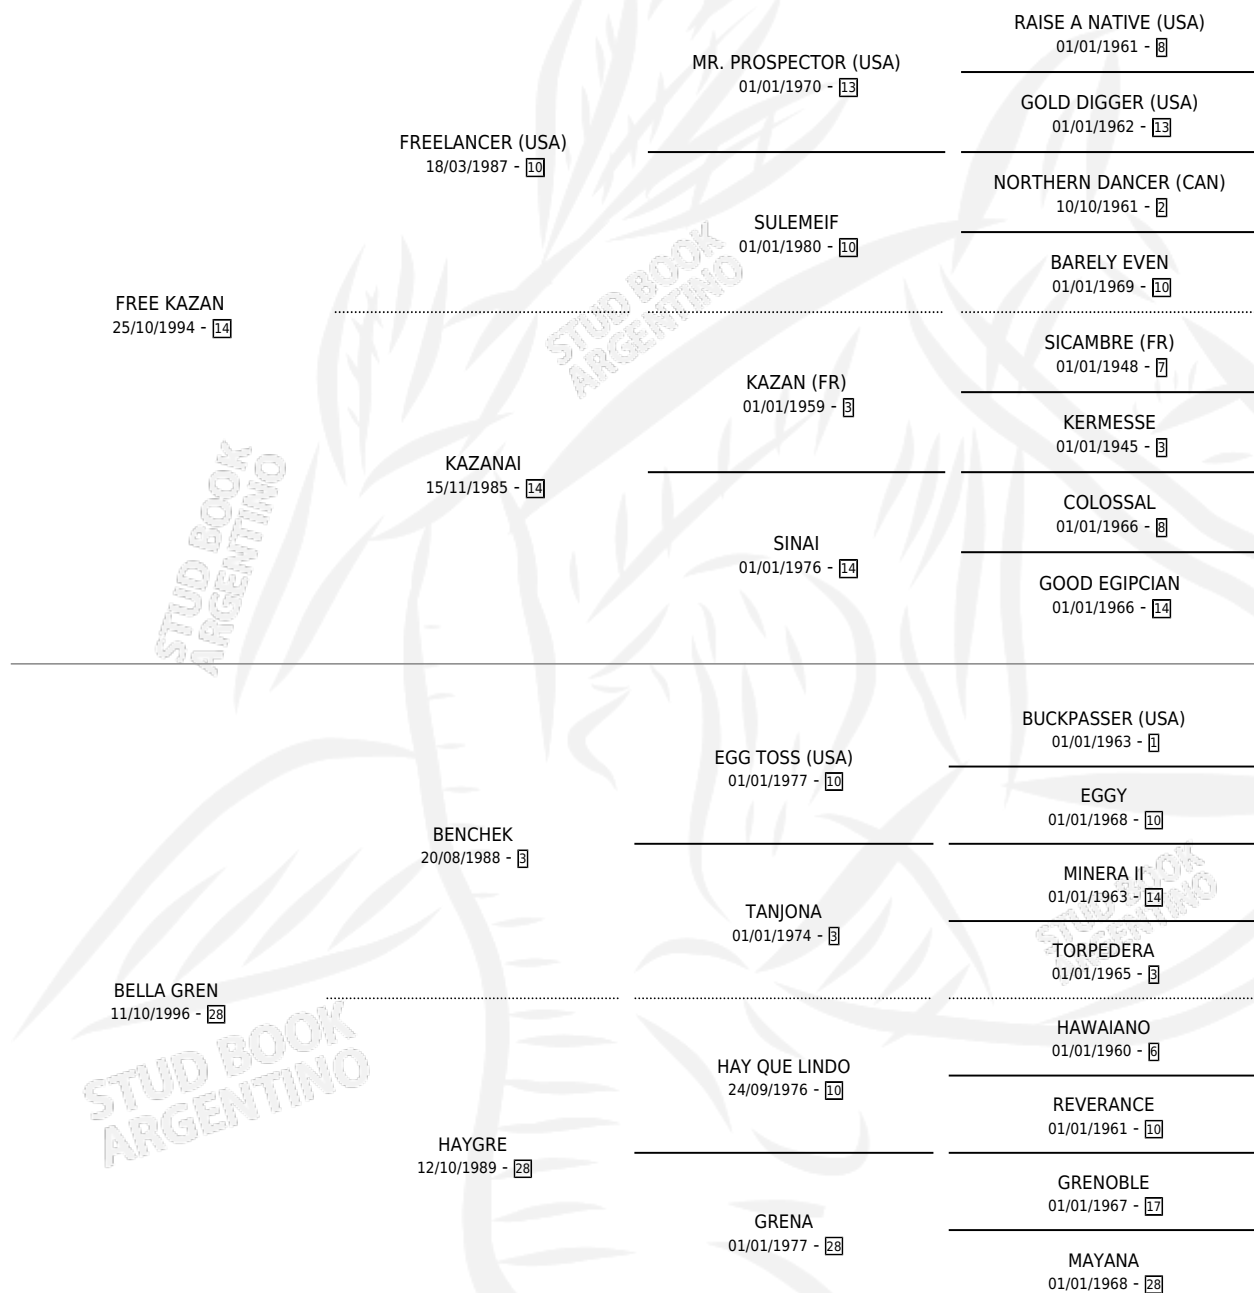 RAISE A NATIVE (USA)
01/01/1961 - 8
MR. PROSPECTOR (USA)
01/01/1970 - 13
GOLD DIGGER (USA)
01/01/1962 - 13
FREELANCER (USA)
18/03/1987 - 10
NORTHERN DANCER (CAN)
10/10/1961 - 2
SULEMEIF
01/01/1980 - 10
BARELY EVEN
01/01/1969 - 10
FREE KAZAN
25/10/1994 - 14
SICAMBRE (FR)
01/01/1948 - 7
KAZAN (FR)
01/01/1959 - 3
KERMESSE
01/01/1945 - 3
KAZANAI
15/11/1985 - 14
COLOSSAL
01/01/1966 - 8
SINAI
01/01/1976 - 14
GOOD EGIPCIAN
01/01/1966 - 14
BUCKPASSER (USA)
01/01/1963 - 1
EGG TOSS (USA)
01/01/1977 - 10
EGGY
01/01/1968 - 10
BENCHEK
20/08/1988 - 3
MINERA II
01/01/1963 - 14
TANJONA
01/01/1974 - 3
TORPEDERA
01/01/1965 - 3
BELLA GREN
11/10/1996 - 28
HAWAIANO
01/01/1960 - 6
HAY QUE LINDO
24/09/1976 - 10
REVERANCE
01/01/1961 - 10
HAYGRE
12/10/1989 - 28
GRENOBLE
01/01/1967 - 17
GRENA
01/01/1977 - 28
MAYANA
01/01/1968 - 28
STUD BOOK
ARGENTINO
STUD BOOK
ARGENTINO
STUD BOOK
ARGENTINO
STUD BOOK
ARGENTINO